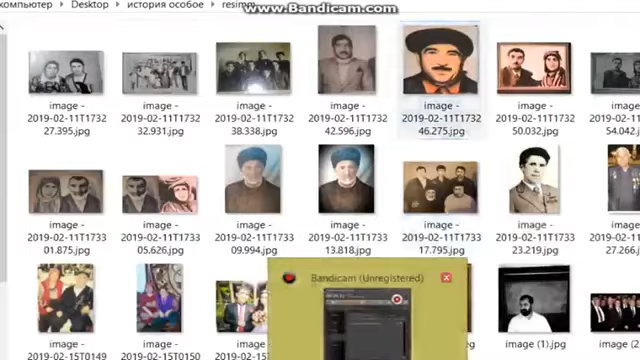 компьютер > Desktop > история особое > resimm
www.Bandicam.com
image - 2019-02-11T1732 27.395.jpg
image - 2019-02-11T1732 32.931.jpg
image - 2019-02-11T1732 38.338.jpg
image - 2019-02-11T1732 42.596.jpg
image - 2019-02-11T1732 46.275.jpg
image - 2019-02-11T1732 50.032.jpg
image - 2019-02-11T1732 54.042.j
image - 2019-02-11T1733 01.875.jpg
image - 2019-02-11T1733 05.626.jpg
image - 2019-02-11T1733 09.994.jpg
image - 2019-02-11T1733 13.818.jpg
image - 2019-02-11T1733 17.795.jpg
image - 2019-02-11T1733 23.219.jpg
image - 2019-02-11T1733 27.266.j
Bandicam (Unregistered)
image - 2019-02-15T0149
image - 2019-02-15T0150
image - 2019-02-15T
image (1).jpg
image (2